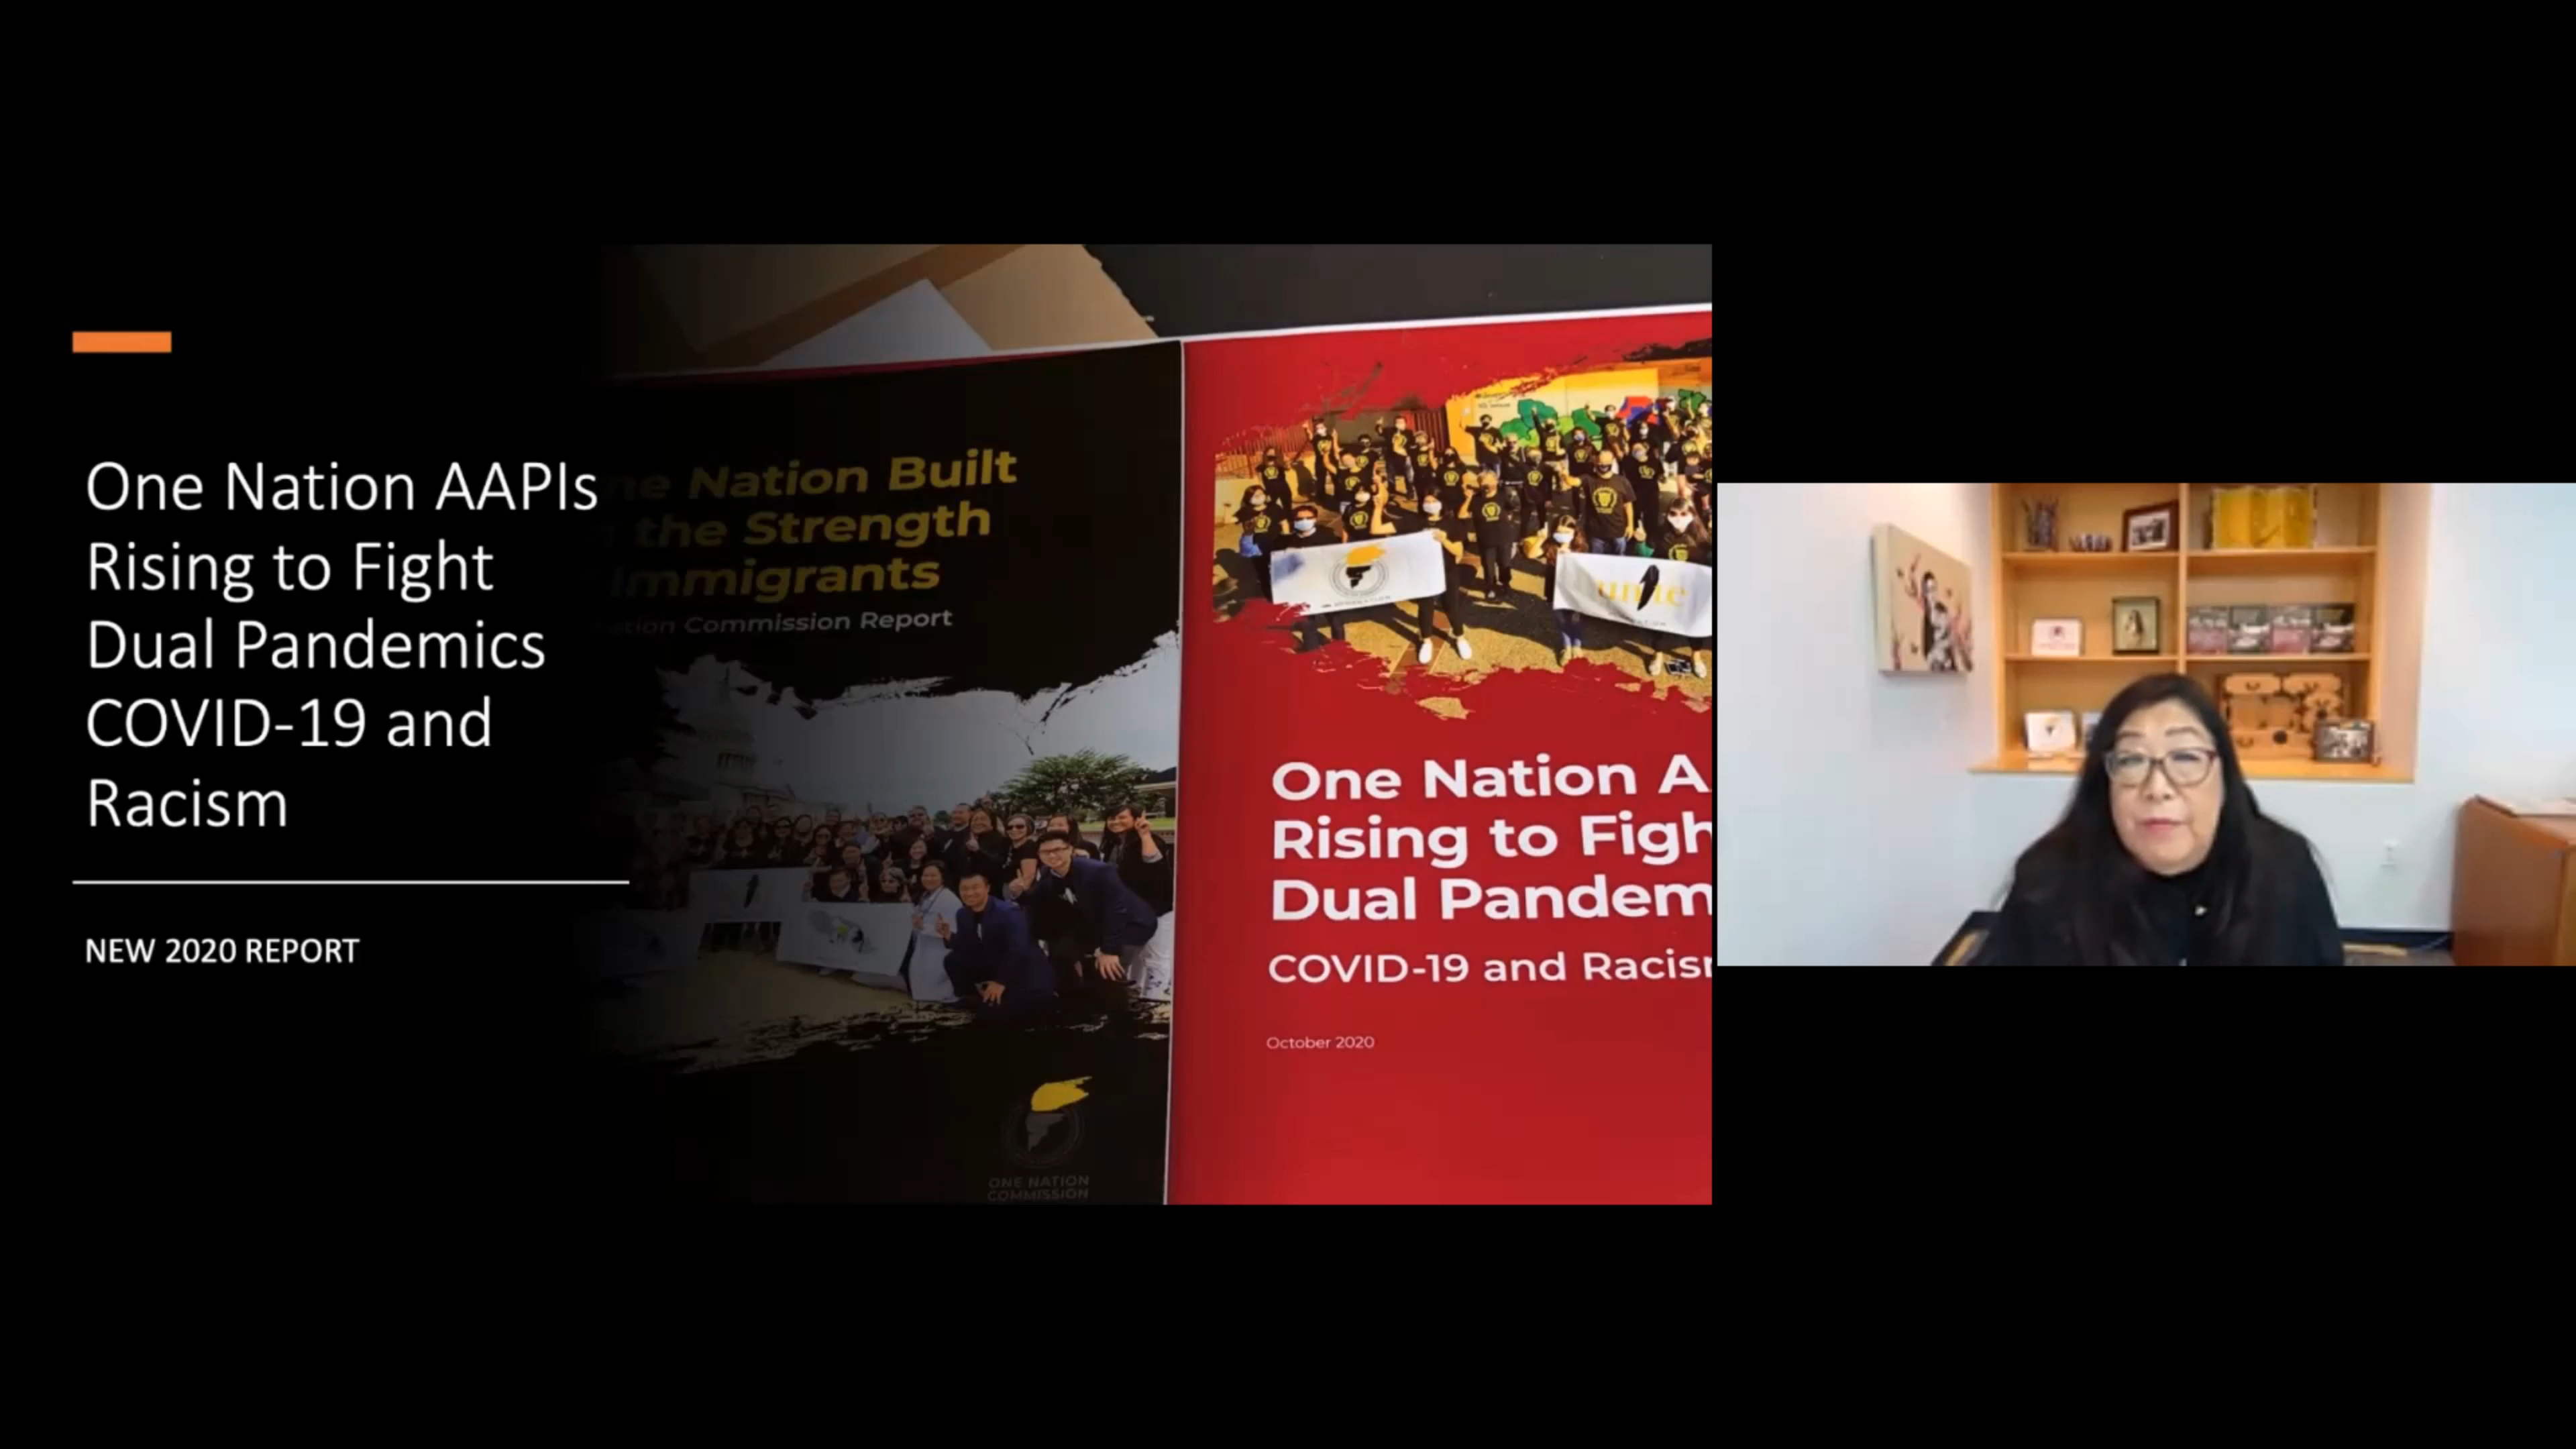 One Nation AAPIs
Rising to Fight
Dual Pandemics
COVID-19 and
Racism
NEW 2020 REPORT
Nation Built
the Strength
Immigrants
Commission Report
ONE NATION
COMMISSION
One Nation A
Rising to Figh
Dual Pandem
COVID-19 and Racis
October 2020
unite